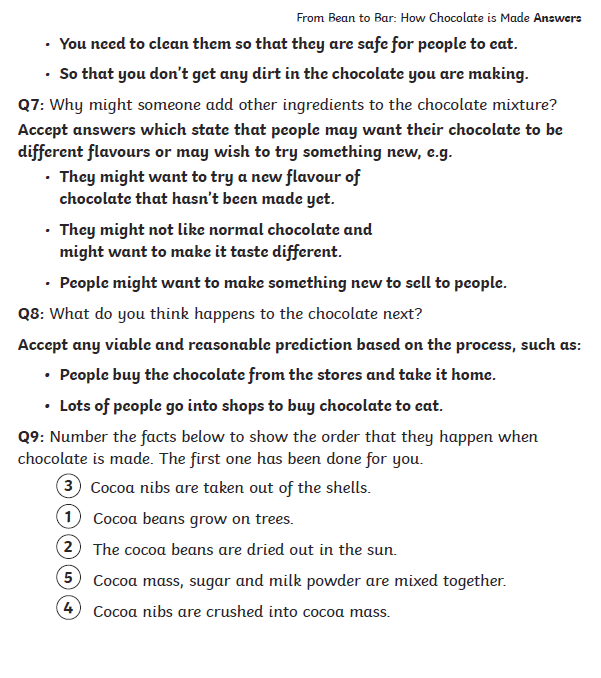 From Bean to Bar: How Chocolate is Made Answers
• You need to clean them so that they are safe for people to eat.
• So that you don't get any dirt in the chocolate you are making.
Q7: Why might someone add other ingredients to the chocolate mixture?
Accept answers which state that people may want their chocolate to be
different flavours or may wish to try something new, e.g.
• They might want to try a new flavour of
chocolate that hasn't been made yet.
• They might not like normal chocolate and
might want to make it taste different.
• People might want to make something new to sell to people.
Q8: What do you think happens to the chocolate next?
Accept any viable and reasonable prediction based on the process, such as:
• People buy the chocolate from the stores and take it home.
• Lots of people go into shops to buy chocolate to eat.
Q9: Number the facts below to show the order that they happen when
chocolate is made. The first one has been done for you.
3 Cocoa nibs are taken out of the shells.
1 Cocoa beans grow on trees.
2 The cocoa beans are dried out in the sun.
5 Cocoa mass, sugar and milk powder are mixed together.
4 Cocoa nibs are crushed into cocoa mass.